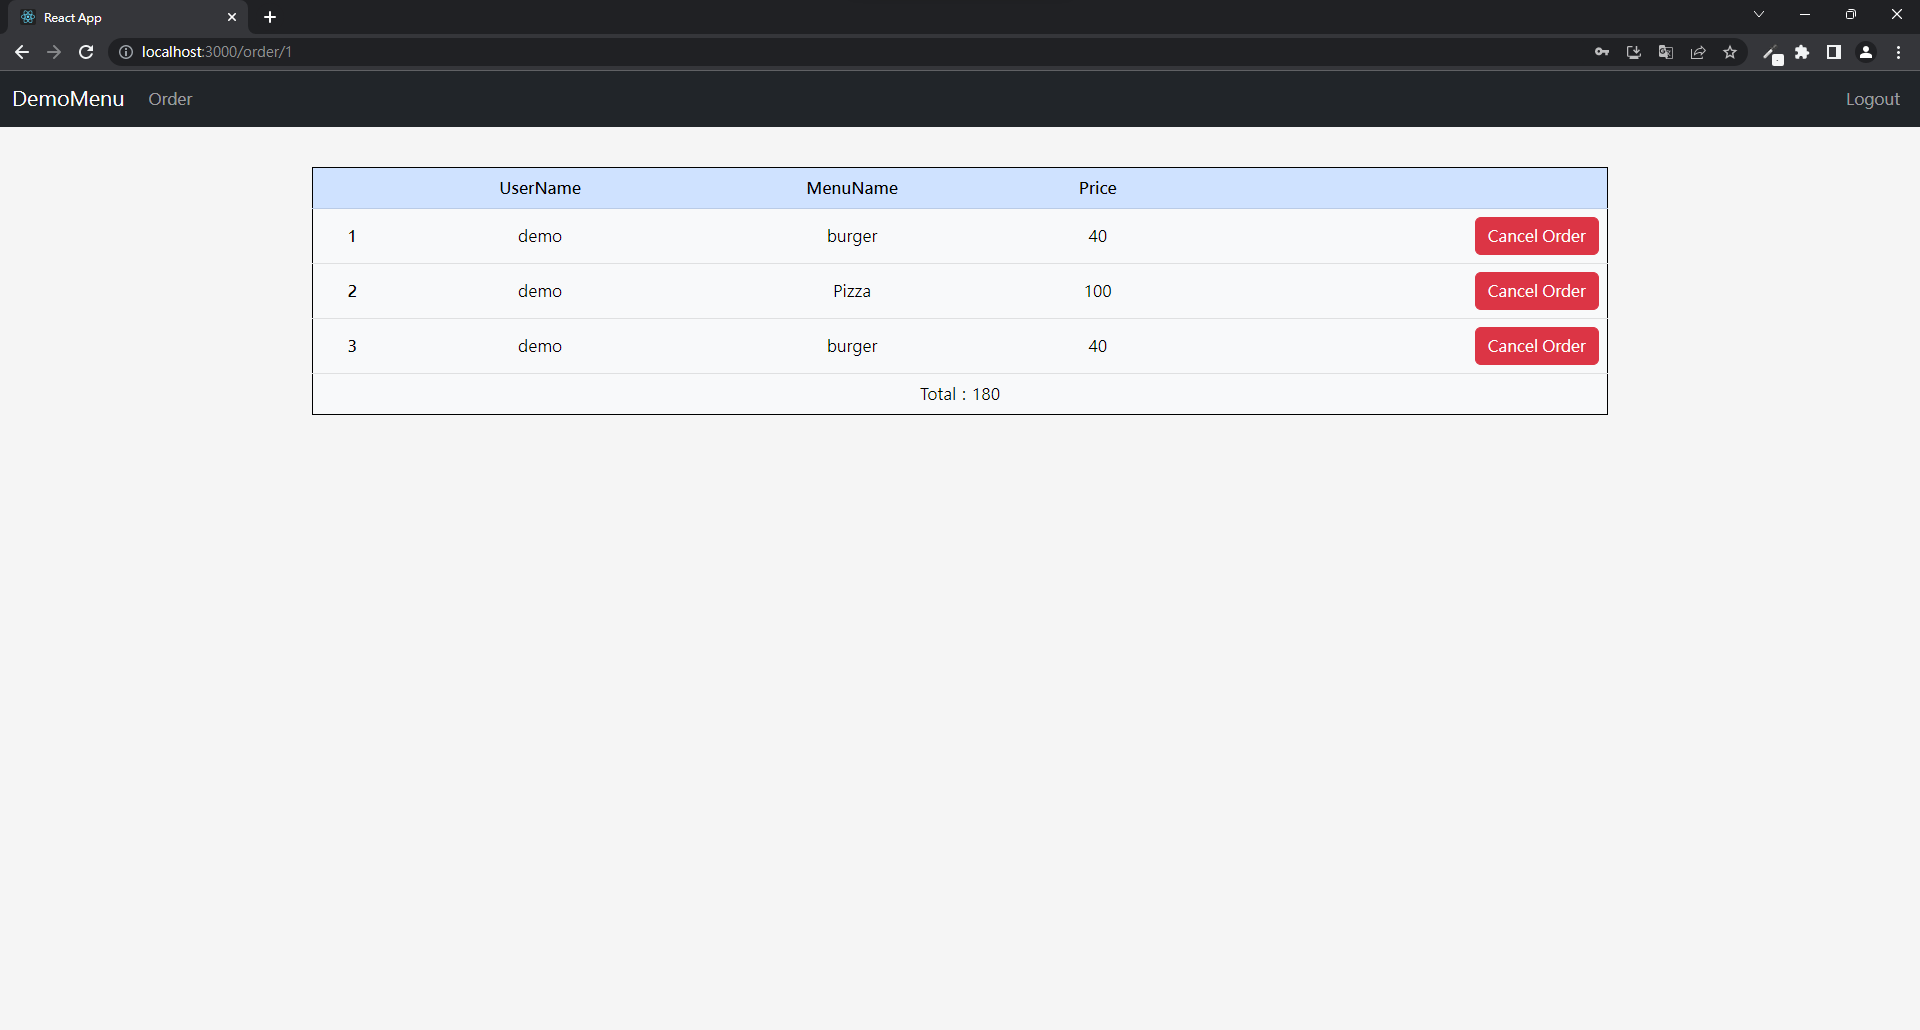 React App
localhost:3000/order/1
DemoMenu Order Logout
UserName MenuName Price
1 demo burger 40 Cancel Order
2 demo Pizza 100 Cancel Order
3 demo burger 40 Cancel Order
Total : 180